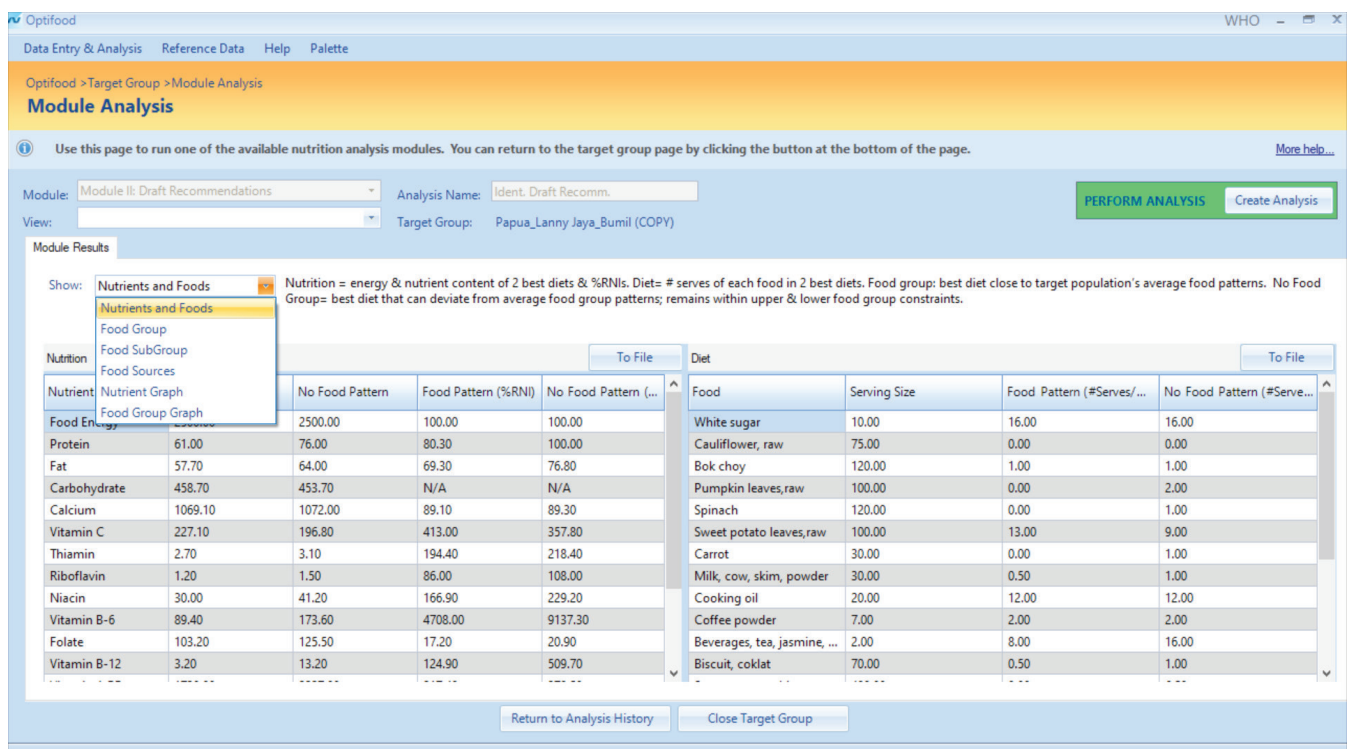 Optifood
WHO
Data Entry & Analysis Reference Data Help Palette
Optifood >Target Group >Module Analysis
Module Analysis
Use this page to run one of the available nutrition analysis modules. You can return to the target group page by clicking the button at the bottom of the page.
More help...
Module: Module II: Draft Recommendations Analysis Name: Ident. Draft Recomm.
PERFORM ANALYSIS Create Analysis
View: Target Group: Papua_Lanny Jaya_Bumil (COPY)
Module Results
Show: Nutrients and Foods
Nutrition = energy & nutrient content of 2 best diets & %RNIs. Diet= # serves of each food in 2 best diets. Food group: best diet close to target population's average food patterns. No Food
Group= best diet that can deviate from average food group patterns; remains within upper & lower food group constraints.
Nutrients and Foods
Food Group
Food SubGroup
Food Sources
Nutrient Graph
Food Group Graph
Nutrition To File
Nutrient No Food Pattern Food Pattern (%RNI) No Food Pattern (...
Food 2500.00 100.00 100.00
Protein 61.00 76.00 80.30 100.00
Fat 57.70 64.00 69.30 76.80
Carbohydrate 458.70 453.70 N/A N/A
Calcium 1069.10 1072.00 89.10 89.30
Vitamin C 227.10 196.80 413.00 357.80
Thiamin 2.70 3.10 194.40 218.40
Riboflavin 1.20 1.50 86.00 108.00
Niacin 30.00 41.20 166.90 229.20
Vitamin B-6 89.40 173.60 4708.00 9137.30
Folate 103.20 125.50 17.20 20.90
Vitamin B-12 3.20 13.20 124.90 509.70
Diet To File
Food Serving Size Food Pattern (#Serves/... No Food Pattern (#Serve...
White sugar 10.00 16.00 16.00
Cauliflower, raw 75.00 0.00 0.00
Bok choy 120.00 1.00 1.00
Pumpkin leaves,raw 100.00 0.00 2.00
Spinach 120.00 0.00 1.00
Sweet potato leaves,raw 100.00 13.00 9.00
Carrot 30.00 0.00 1.00
Milk, cow, skim, powder 30.00 0.50 1.00
Cooking oil 20.00 12.00 12.00
Coffee powder 7.00 2.00 2.00
Beverages, tea, jasmine, ... 2.00 8.00 16.00
Biscuit, coklat 70.00 0.50 1.00
Return to Analysis History Close Target Group